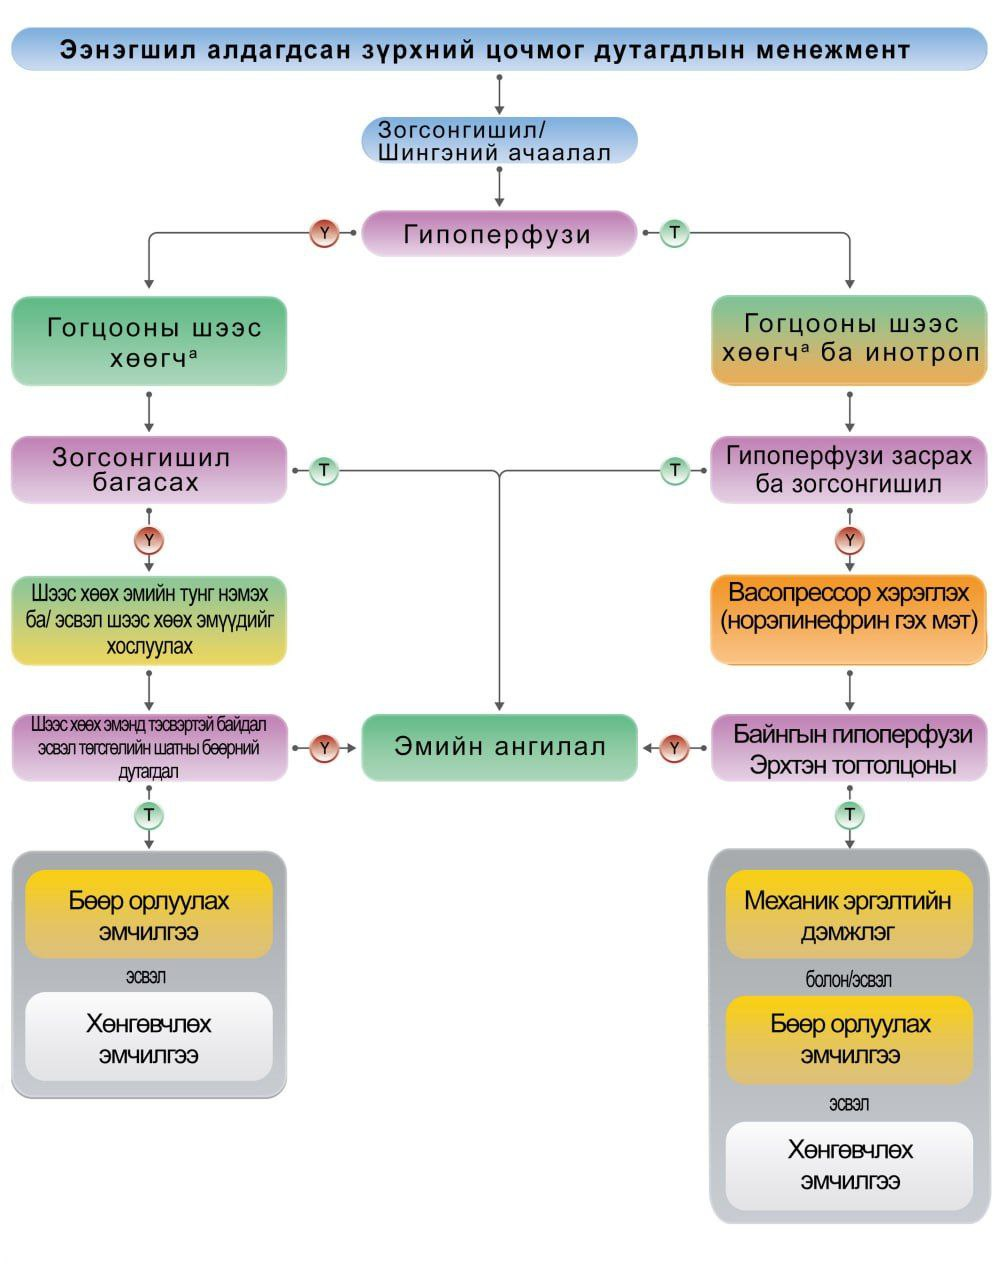 Ээнэгшил алдагдсан зүрхний цочмог дутагдлын менежмент
Зогсонгишил/
Шингэний ачаалал
Гипоперфузи
Ү
Т
Гогцооны шээс
хөөгчᵃ
Гогцооны шээс
хөөгчᵃ ба инотроп
Зогсонгишил
багасах
Т
Т
Гипоперфузи засрах
ба зогсонгишил
Ү
Ү
Шээс хөөх эмийн тунг нэмэх
ба/ эсвэл шээс хөөх эмүүдийг
хослуулах
Васопрессор хэрэглэх
(норэпинефрин гэх мэт)
Шээс хөөх эмэнд тэсвэртэй байдал
эсвэл төгсгөлийн шатны бөөрний
дутагдал
Ү
Эмийн ангилал
Ү
Байнгын гипоперфузи
Эрхтэн тогтолцоны
Т
Т
Бөөр орлуулах
эмчилгээ
эсвэл
Хөнгөвчлөх
эмчилгээ
Механик эргэлтийн
дэмжлэг
болон/эсвэл
Бөөр орлуулах
эмчилгээ
эсвэл
Хөнгөвчлөх
эмчилгээ